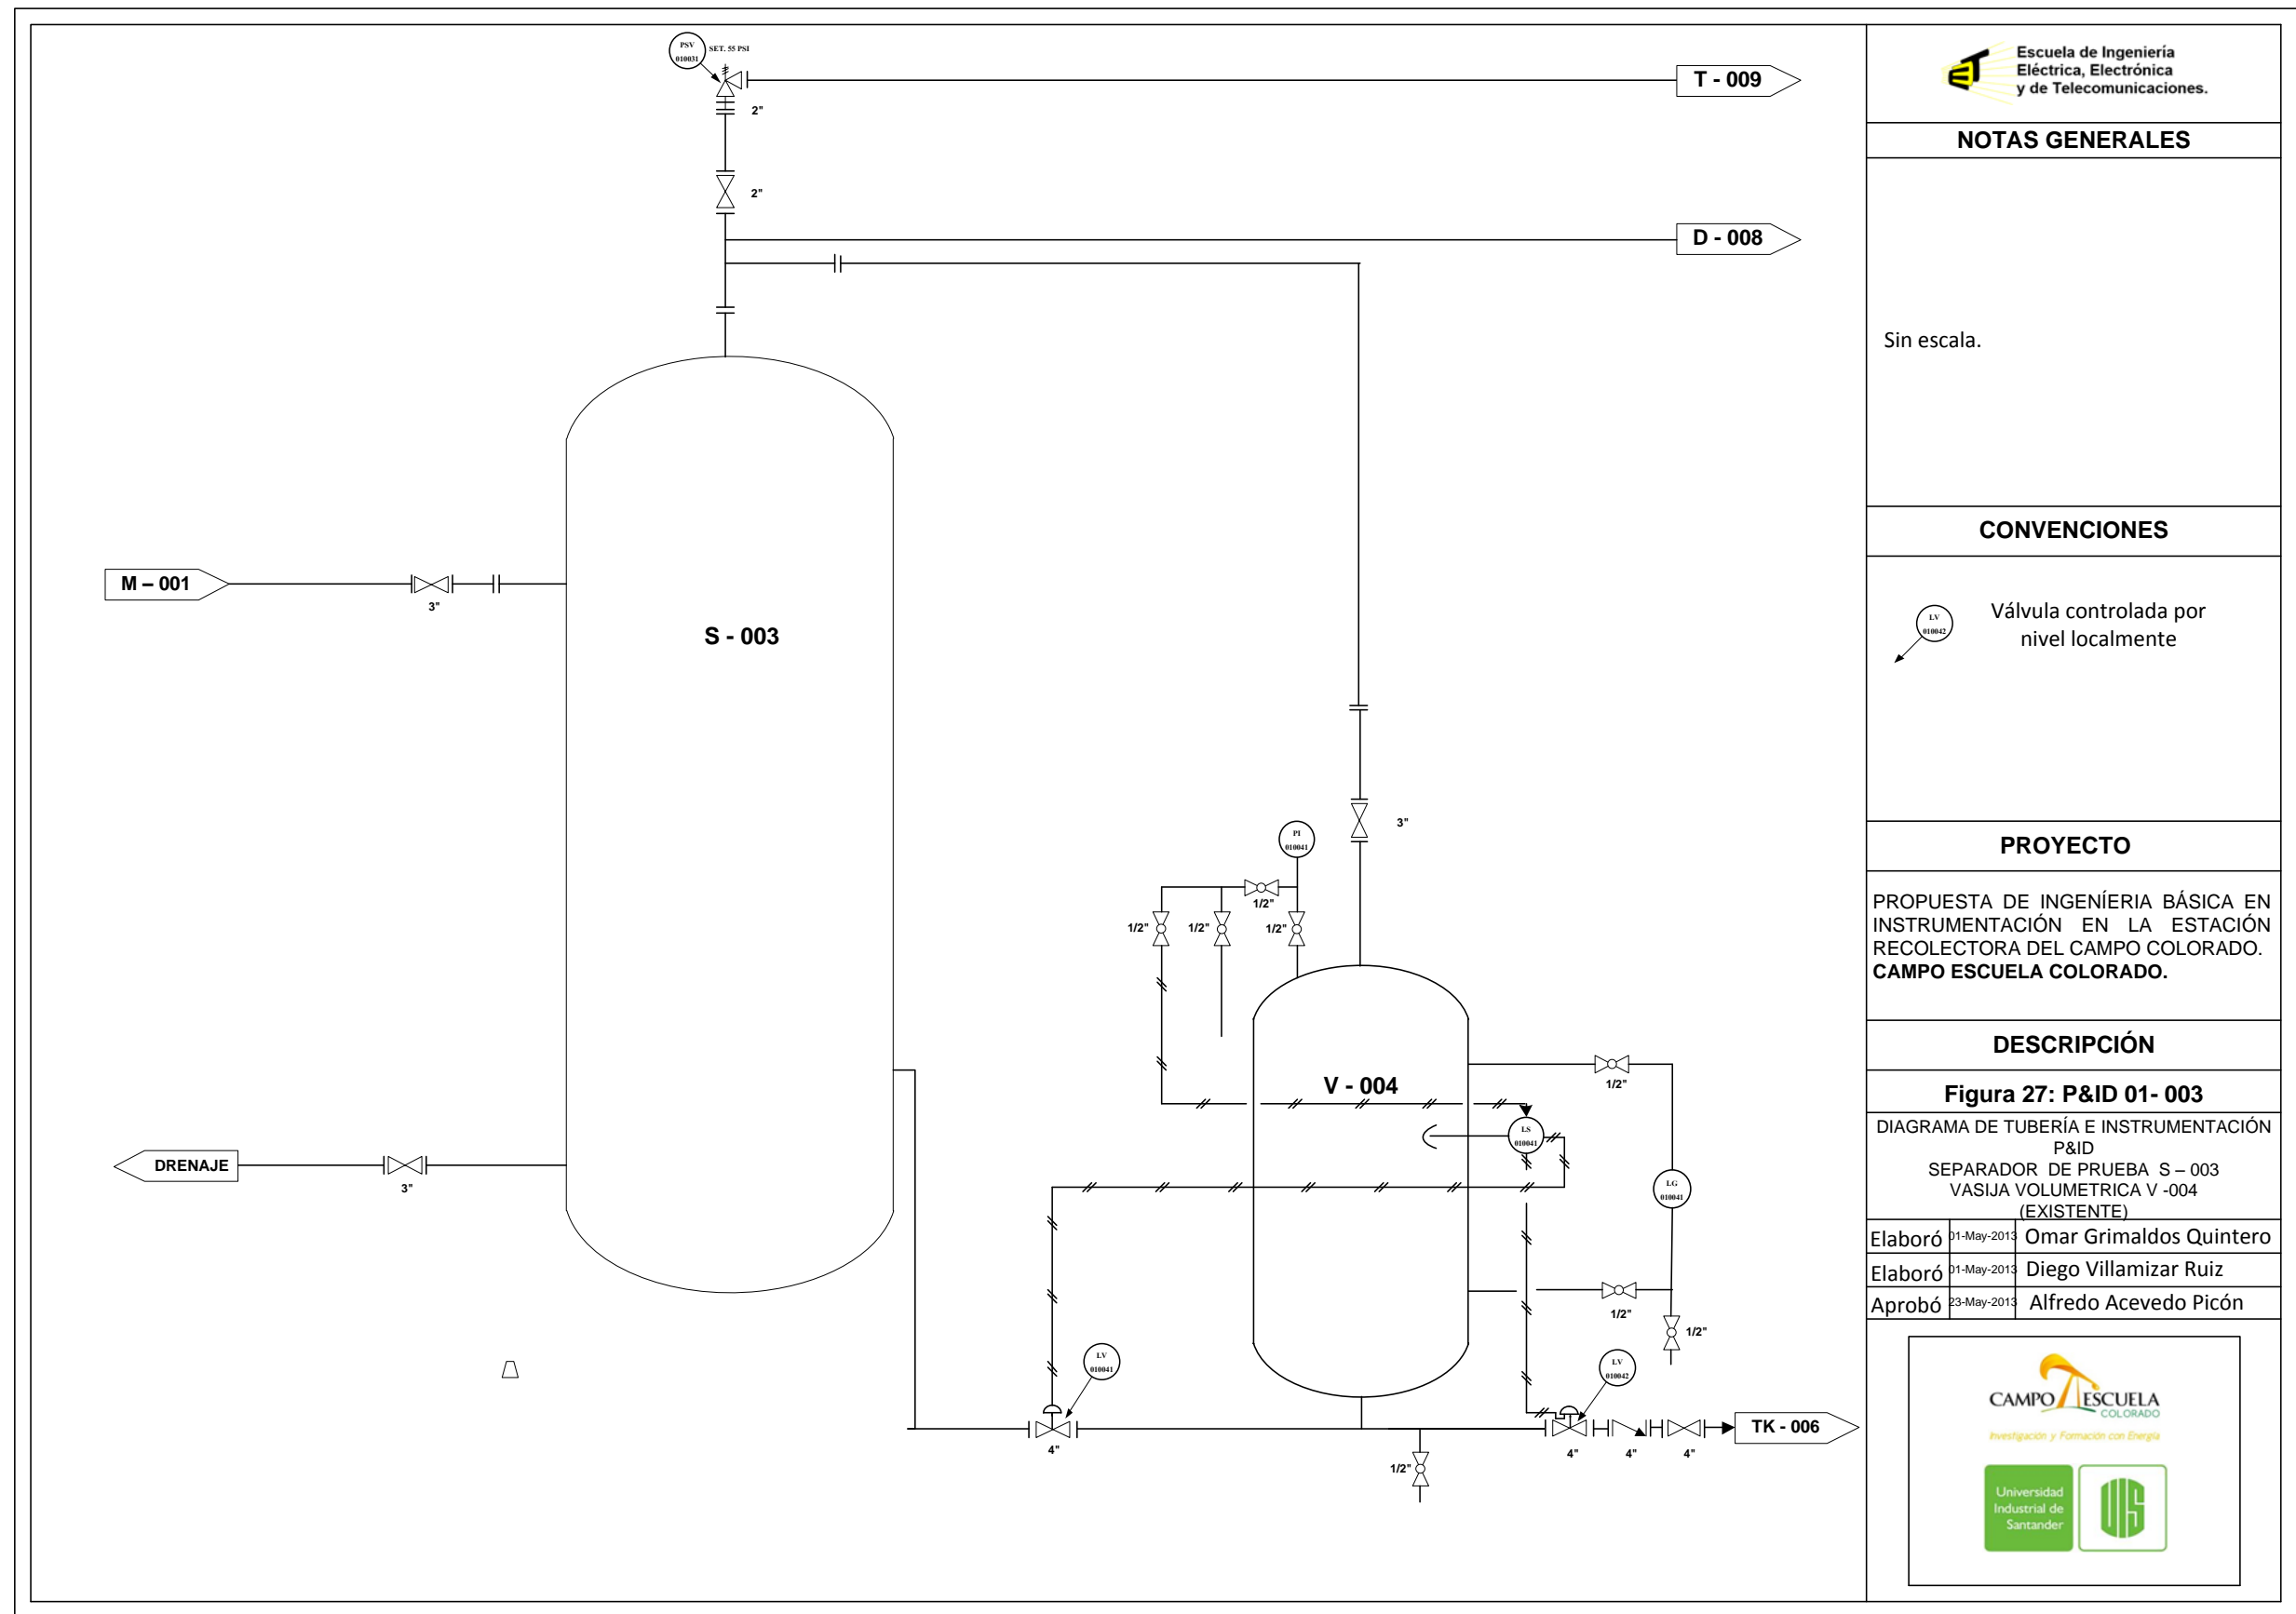 PSV
010031
SET. 55 PSI
T - 009
2"
2"
D - 008
M – 001
3"
S - 003
3"
PI
010041
1/2"
1/2"
1/2"
1/2"
V - 004
1/2"
LS
010041
DRENAJE
3"
LG
010041
1/2"
1/2"
LV
010041
LV
010042
4"
1/2"
4"
4"
4"
TK - 006
Escuela de Ingeniería
Eléctrica, Electrónica
y de Telecomunicaciones.
NOTAS GENERALES
Sin escala.
CONVENCIONES
LV
010042
Válvula controlada por
nivel localmente
PROYECTO
PROPUESTA DE INGENÍERIA BÁSICA EN
INSTRUMENTACIÓN EN LA ESTACIÓN
RECOLECTORA DEL CAMPO COLORADO.
CAMPO ESCUELA COLORADO.
DESCRIPCIÓN
Figura 27: P&ID 01- 003
DIAGRAMA DE TUBERÍA E INSTRUMENTACIÓN
P&ID
SEPARADOR DE PRUEBA S – 003
VASIJA VOLUMETRICA V -004
(EXISTENTE)
Elaboró 01-May-2013 Omar Grimaldos Quintero
Elaboró 01-May-2013 Diego Villamizar Ruiz
Aprobó 23-May-2013 Alfredo Acevedo Picón
CAMPO ESCUELA
COLORADO
Investigación y Formación con Energía
Universidad
Industrial de
Santander
UIS